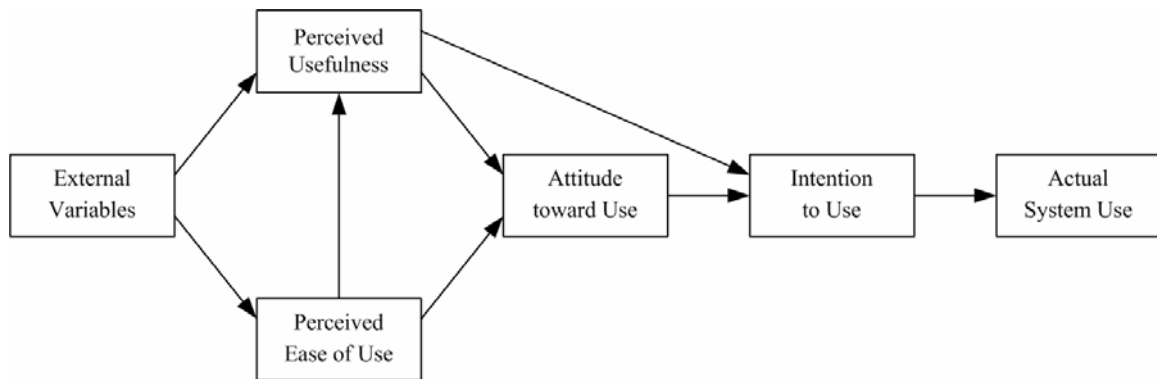 Perceived
Usefulness
External
Variables
Attitude
toward Use
Intention
to Use
Actual
System Use
Perceived
Ease of Use